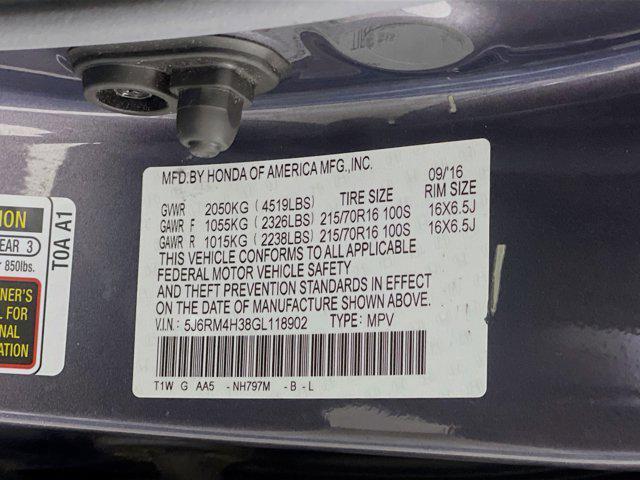 MFD.BY HONDA OF AMERICA MFG.,INC. 09/16
TIRE SIZE RIM SIZE
GVWR 2050KG (4519LBS)
GAWR F 1055KG (2326LBS) 215/70R16 100S 16X6.5J
GAWR R 1015KG (2238LBS) 215/70R16 100S 16X6.5J
THIS VEHICLE CONFORMS TO ALL APPLICABLE
FEDERAL MOTOR VEHICLE SAFETY
AND THEFT PREVENTION STANDARDS IN EFFECT
ON THE DATE OF MANUFACTURE SHOWN ABOVE.
V.I.N.: 5J6RM4H38GL118902 TYPE: MPV
T1W G AA5 -NH797M -B-L
ION
EAR 3
850lbs.
NER'S
L FOR
ONAL
ATION
T0A A1